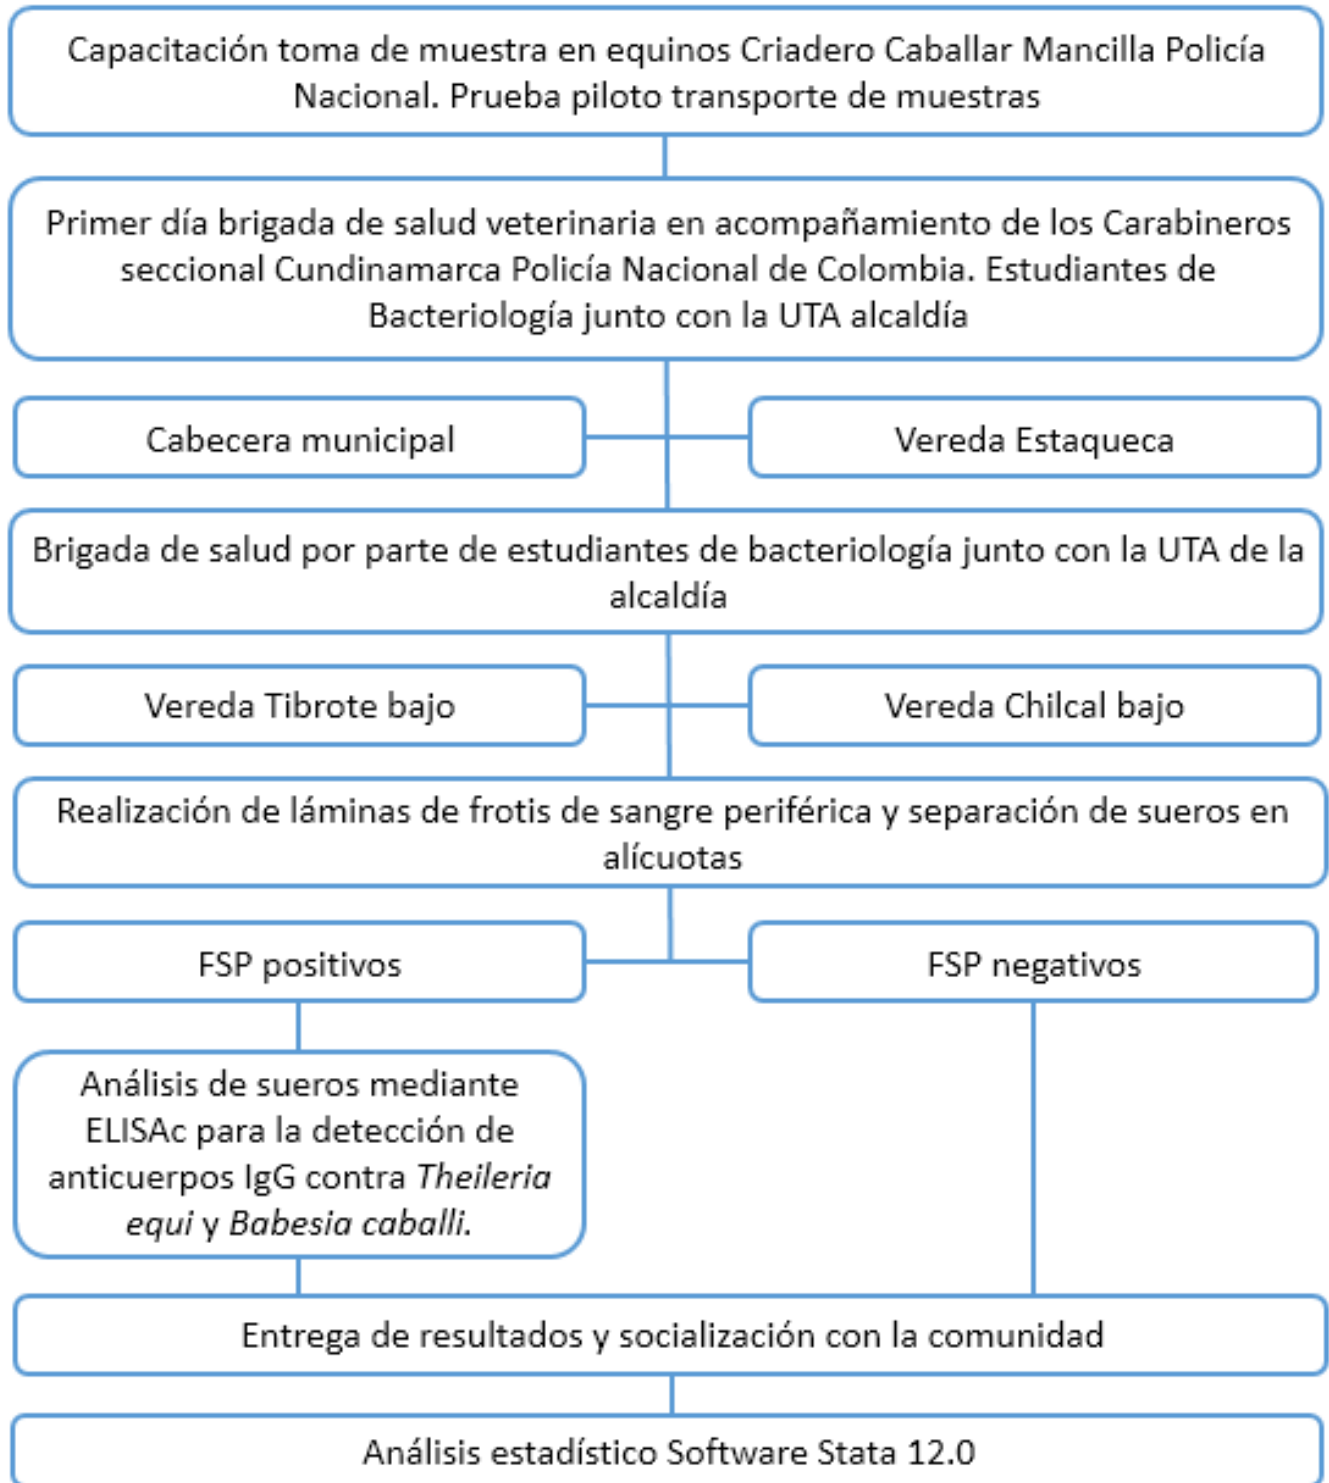 Capacitación toma de muestra en equinos Criadero Caballar Mancilla Policía
Nacional. Prueba piloto transporte de muestras
Primer día brigada de salud veterinaria en acompañamiento de los Carabineros
seccional Cundinamarca Policía Nacional de Colombia. Estudiantes de
Bacteriología junto con la UTA alcaldía
Cabecera municipal
Vereda Estaqueca
Brigada de salud por parte de estudiantes de bacteriología junto con la UTA de la
alcaldía
Vereda Tibrote bajo
Vereda Chilcal bajo
Realización de láminas de frotis de sangre periférica y separación de sueros en
alícuotas
FSP positivos
FSP negativos
Análisis de sueros mediante
ELISAc para la detección de
anticuerpos IgG contra Theileria
equi y Babesia caballi.
Entrega de resultados y socialización con la comunidad
Análisis estadístico Software Stata 12.0